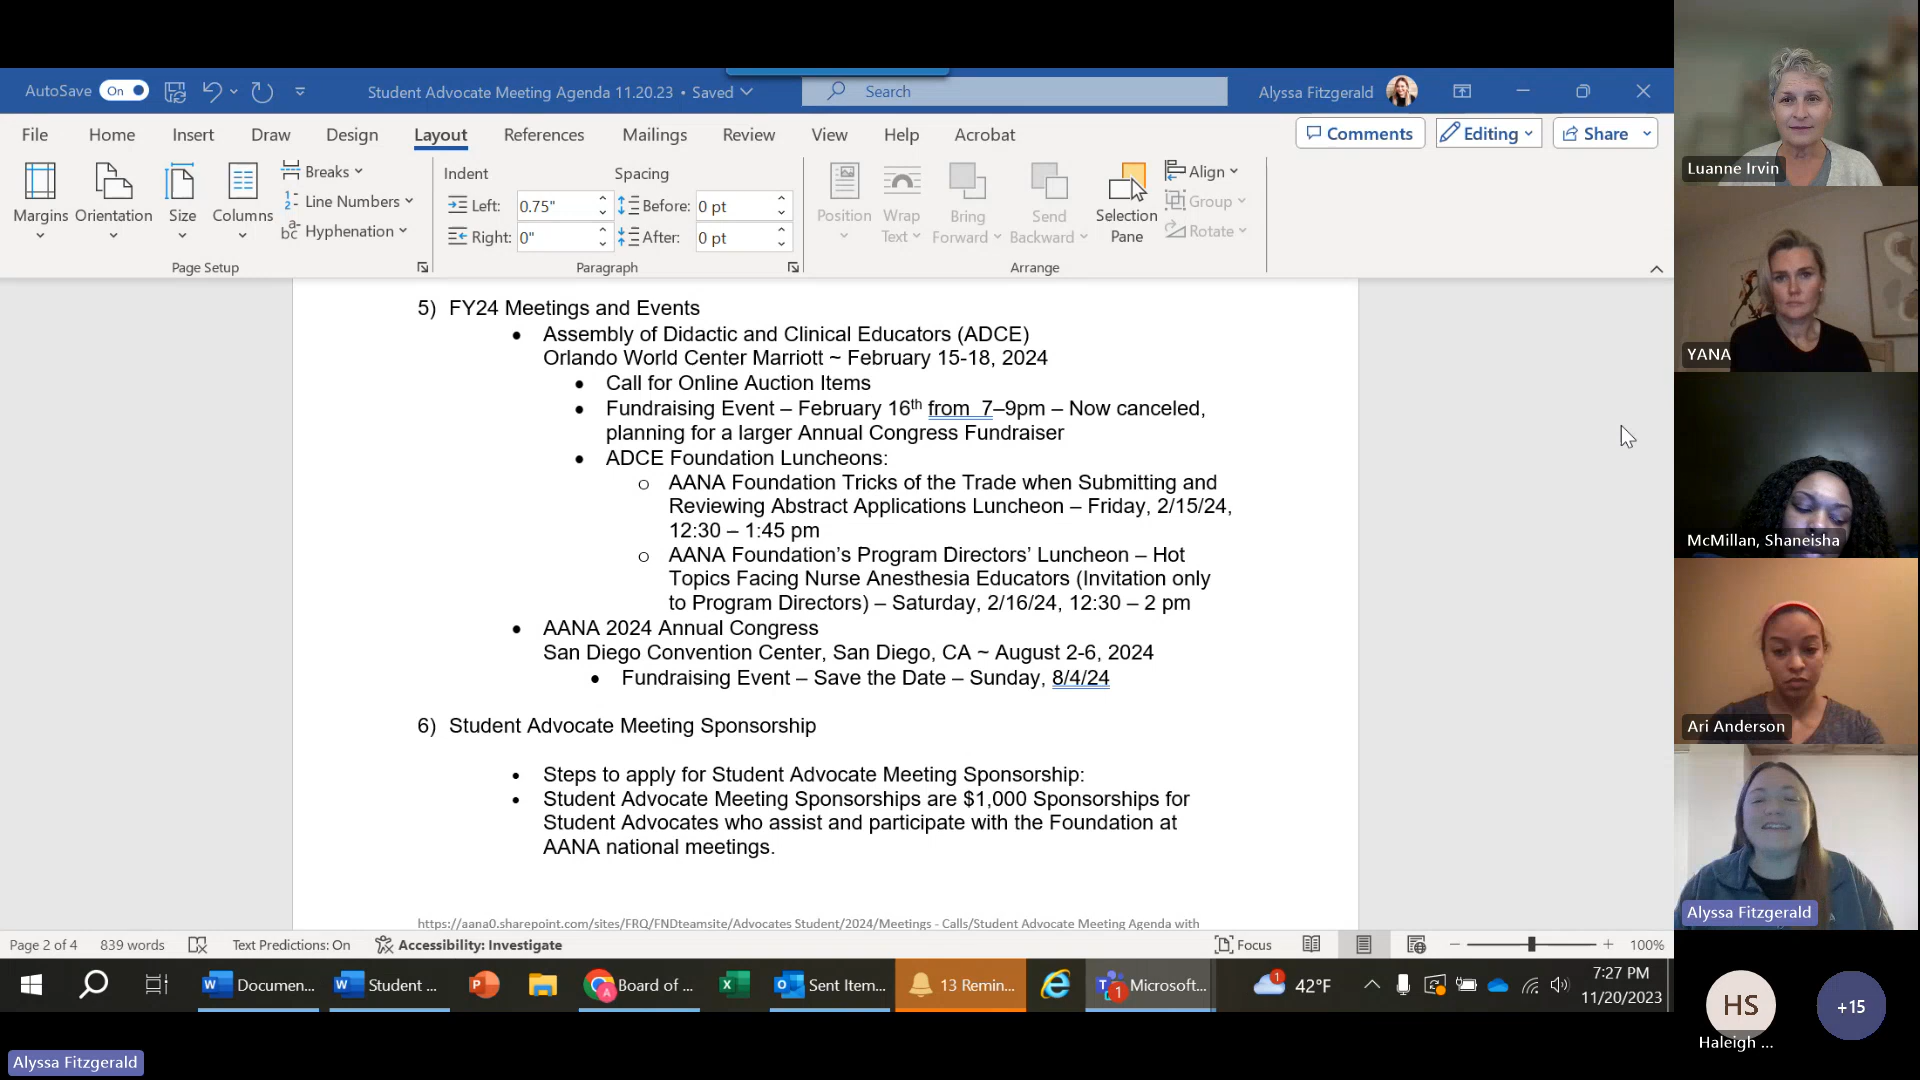 AutoSave On Student Advocate Meeting Agenda 11.20.23 • Saved Search Alyssa Fitzgerald
File Home Insert Draw Design Layout References Mailings Review View Help Acrobat Comments Editing Share
Margins Orientation Size Columns Breaks Line Numbers Hyphenation
Page Setup
Indent Spacing
Left: 0.75" Before: 0 pt
Right: 0" After: 0 pt
Paragraph
Position Wrap Text Bring Forward Send Backward Selection Pane Align Group Rotate
Arrange
5) FY24 Meetings and Events
• Assembly of Didactic and Clinical Educators (ADCE)
Orlando World Center Marriott ~ February 15-18, 2024
• Call for Online Auction Items
• Fundraising Event – February 16th from 7–9pm – Now canceled,
planning for a larger Annual Congress Fundraiser
• ADCE Foundation Luncheons:
o AANA Foundation Tricks of the Trade when Submitting and
Reviewing Abstract Applications Luncheon – Friday, 2/15/24,
12:30 – 1:45 pm
o AANA Foundation’s Program Directors’ Luncheon – Hot
Topics Facing Nurse Anesthesia Educators (Invitation only
to Program Directors) – Saturday, 2/16/24, 12:30 – 2 pm
• AANA 2024 Annual Congress
San Diego Convention Center, San Diego, CA ~ August 2-6, 2024
• Fundraising Event – Save the Date – Sunday, 8/4/24
6) Student Advocate Meeting Sponsorship
• Steps to apply for Student Advocate Meeting Sponsorship:
• Student Advocate Meeting Sponsorships are $1,000 Sponsorships for
Student Advocates who assist and participate with the Foundation at
AANA national meetings.
https://aana0.sharepoint.com/sites/FRQ/FNDteamsite/Advocates Student/2024/Meetings - Calls/Student Advocate Meeting Agenda with
Page 2 of 4 839 words Text Predictions: On Accessibility: Investigate Focus 100%
Documen... Student ... Board of ... Sent Item... 13 Remin... 1 Microsoft... 1 42°F 7:27 PM
11/20/2023
Alyssa Fitzgerald
Luanne Irvin
YANA
McMillan, Shaneisha
Ari Anderson
Alyssa Fitzgerald
HS +15
Haleigh ...